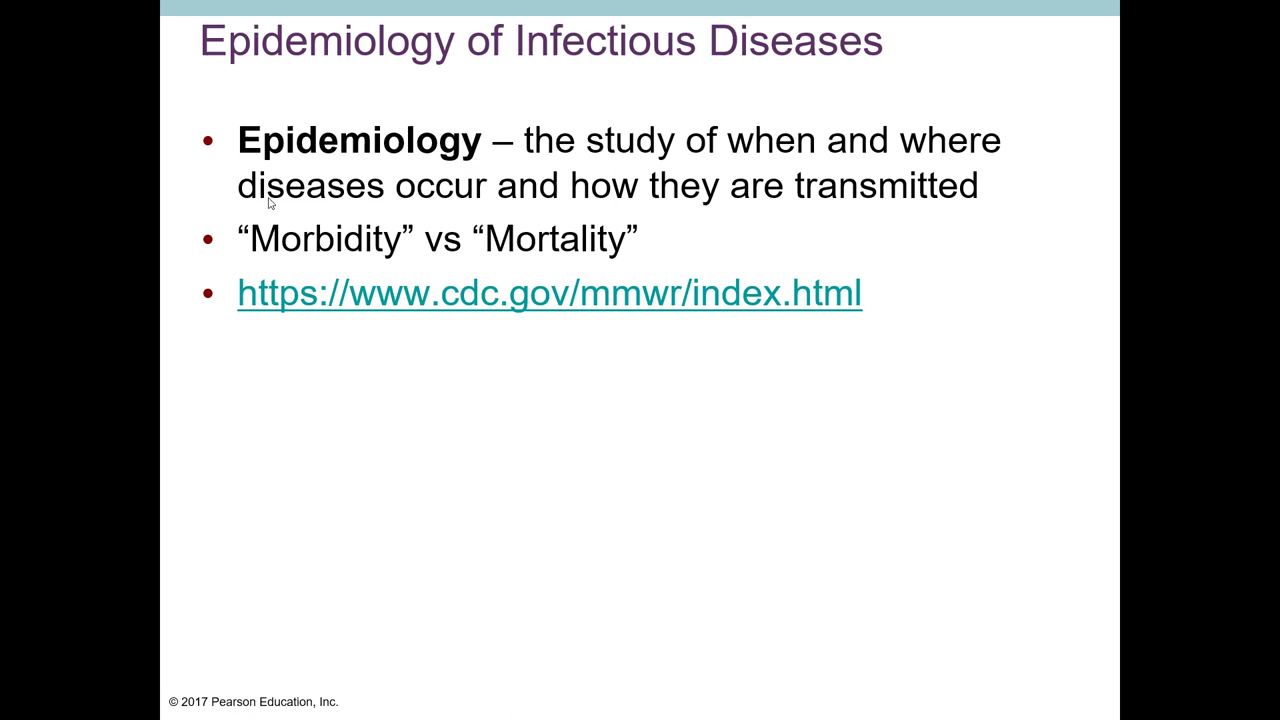 Epidemiology of Infectious Diseases
• Epidemiology – the study of when and where
diseases occur and how they are transmitted
• “Morbidity” vs “Mortality”
• https://www.cdc.gov/mmwr/index.html
© 2017 Pearson Education, Inc.